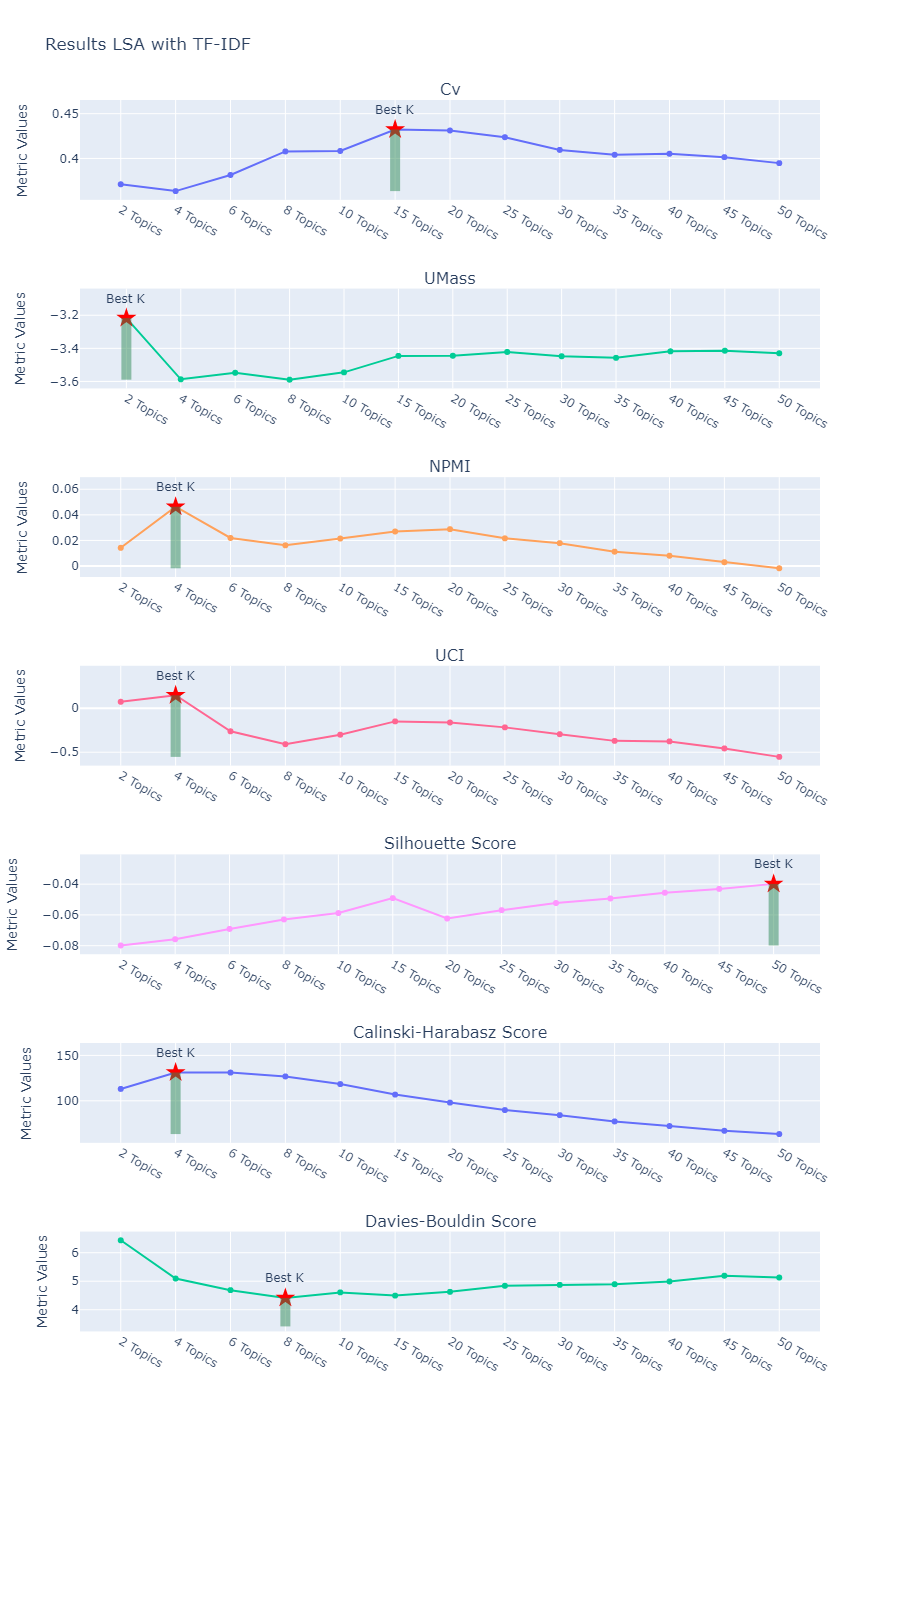 Results LSA with TF-IDF
Cv
Best K
Metric Values
0.45
0.4
2 Topics 4 Topics 6 Topics 8 Topics 10 Topics 15 Topics 20 Topics 25 Topics 30 Topics 35 Topics 40 Topics 45 Topics 50 Topics
UMass
Best K
Metric Values
−3.2
−3.4
−3.6
2 Topics 4 Topics 6 Topics 8 Topics 10 Topics 15 Topics 20 Topics 25 Topics 30 Topics 35 Topics 40 Topics 45 Topics 50 Topics
NPMI
Best K
Metric Values
0.06
0.04
0.02
0
2 Topics 4 Topics 6 Topics 8 Topics 10 Topics 15 Topics 20 Topics 25 Topics 30 Topics 35 Topics 40 Topics 45 Topics 50 Topics
UCI
Best K
Metric Values
0
−0.5
2 Topics 4 Topics 6 Topics 8 Topics 10 Topics 15 Topics 20 Topics 25 Topics 30 Topics 35 Topics 40 Topics 45 Topics 50 Topics
Silhouette Score
Best K
Metric Values
−0.04
−0.06
−0.08
2 Topics 4 Topics 6 Topics 8 Topics 10 Topics 15 Topics 20 Topics 25 Topics 30 Topics 35 Topics 40 Topics 45 Topics 50 Topics
Calinski-Harabasz Score
Best K
Metric Values
150
100
2 Topics 4 Topics 6 Topics 8 Topics 10 Topics 15 Topics 20 Topics 25 Topics 30 Topics 35 Topics 40 Topics 45 Topics 50 Topics
Davies-Bouldin Score
Best K
Metric Values
6
5
4
2 Topics 4 Topics 6 Topics 8 Topics 10 Topics 15 Topics 20 Topics 25 Topics 30 Topics 35 Topics 40 Topics 45 Topics 50 Topics